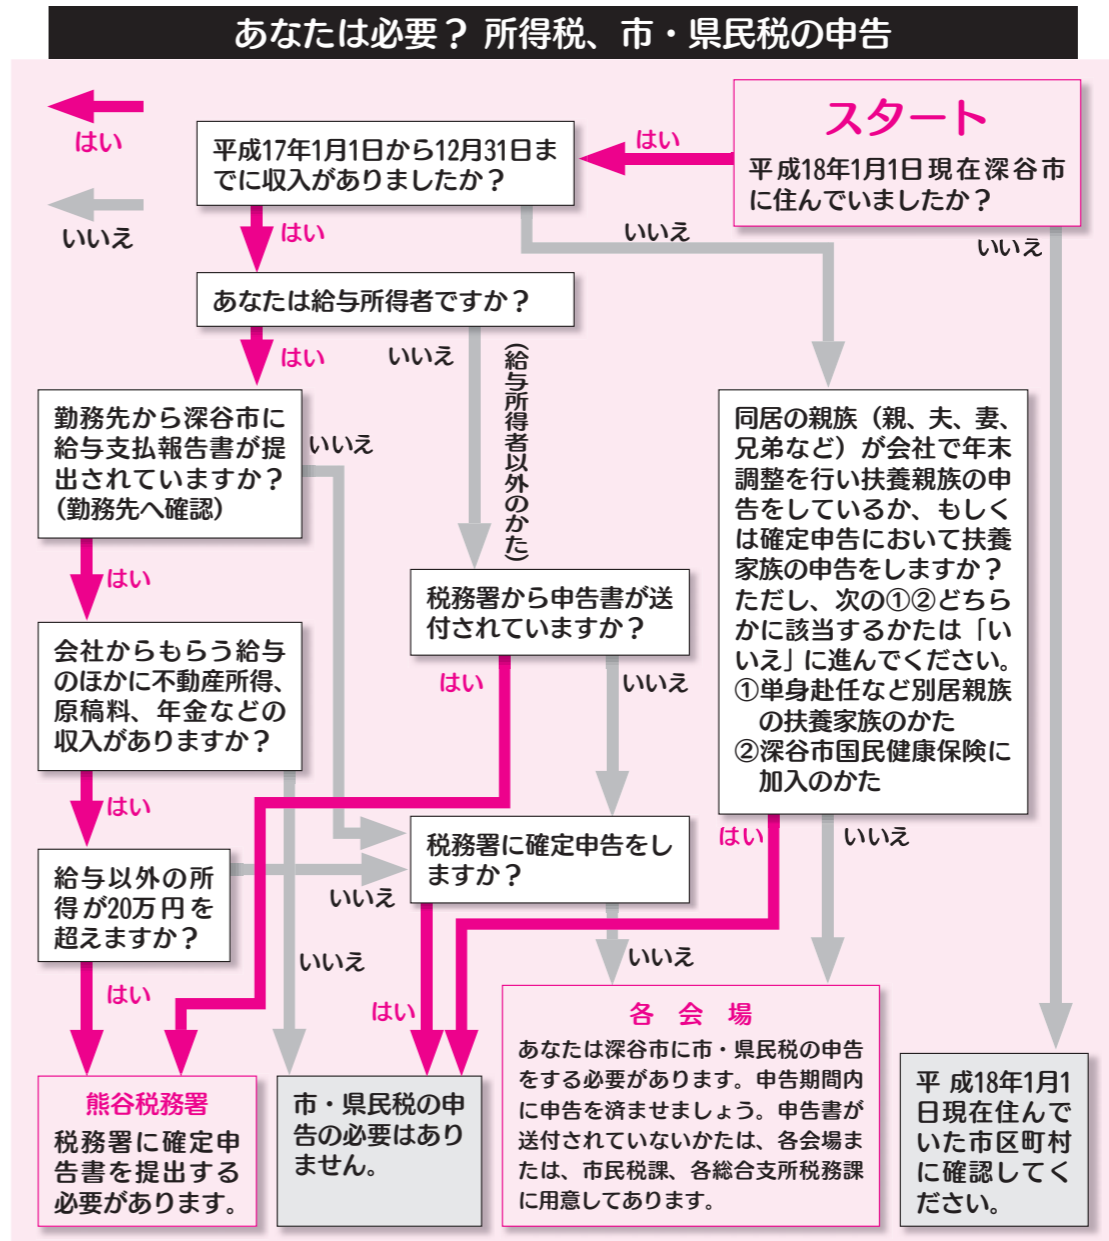 あなたは必要？ 所得税、市・県民税の申告
はい
いいえ
スタート
平成18年1月1日現在深谷市
に住んでいましたか？
はい
いいえ
平成17年1月1日から12月31日ま
でに収入がありましたか？
はい
いいえ
あなたは給与所得者ですか？
はい
いいえ
（給与所得者以外のかた）
勤務先から深谷市に
給与支払報告書が提
出されていますか？
（勤務先へ確認）
いいえ
はい
会社からもらう給与
のほかに不動産所得、
原稿料、年金などの
収入がありますか？
はい
いいえ
給与以外の所
得が20万円を
超えますか？
いいえ
はい
税務署から申告書が送
付されていますか？
はい
いいえ
税務署に確定申告をし
ますか？
はい
いいえ
同居の親族（親、夫、妻、
兄弟など）が会社で年末
調整を行い扶養親族の申
告をしているか、もしく
は確定申告において扶養
家族の申告をしますか？
ただし、次の①②どちら
かに該当するかたは「い
いえ」に進んでください。
①単身赴任など別居親族
の扶養家族のかた
②深谷市国民健康保険に
加入のかた
はい
いいえ
熊谷税務署
税務署に確定申
告書を提出する
必要があります。
市・県民税の申
告の必要はあり
ません。
各 会 場
あなたは深谷市に市・県民税の申告
をする必要があります。申告期間内
に申告を済ませましょう。申告書が
送付されていないかたは、各会場ま
たは、市民税課、各総合支所税務課
に用意してあります。
平 成18年1月1
日現在住んで
いた市区町村
に確認してく
ださい。